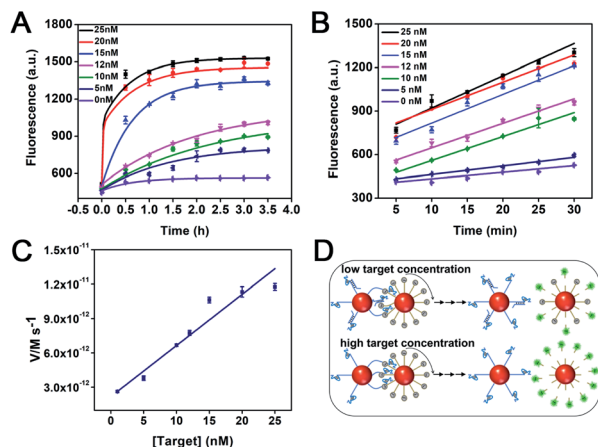 A
25nM
20nM
15nM
12nM
10nM
5nM
0nM
Fluorescence (a.u.)
1800
1500
1200
900
600
-0.5 0.0 0.5 1.0 1.5 2.0 2.5 3.0 3.5 4.0
Time (h)
B
25 nM
20 nM
15 nM
12 nM
10 nM
5 nM
0 nM
Fluorescence (a.u.)
1500
1200
900
600
300
5 10 15 20 25 30
Time (min)
C
V/M s-1
1.5x10-11
1.2x10-11
9.0x10-12
6.0x10-12
3.0x10-12
0 5 10 15 20 25
[Target] (nM)
D
low target concentration
high target concentration